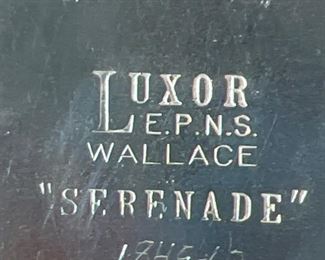 LUXOR
E.P.N.S.
WALLACE
"SERENADE"